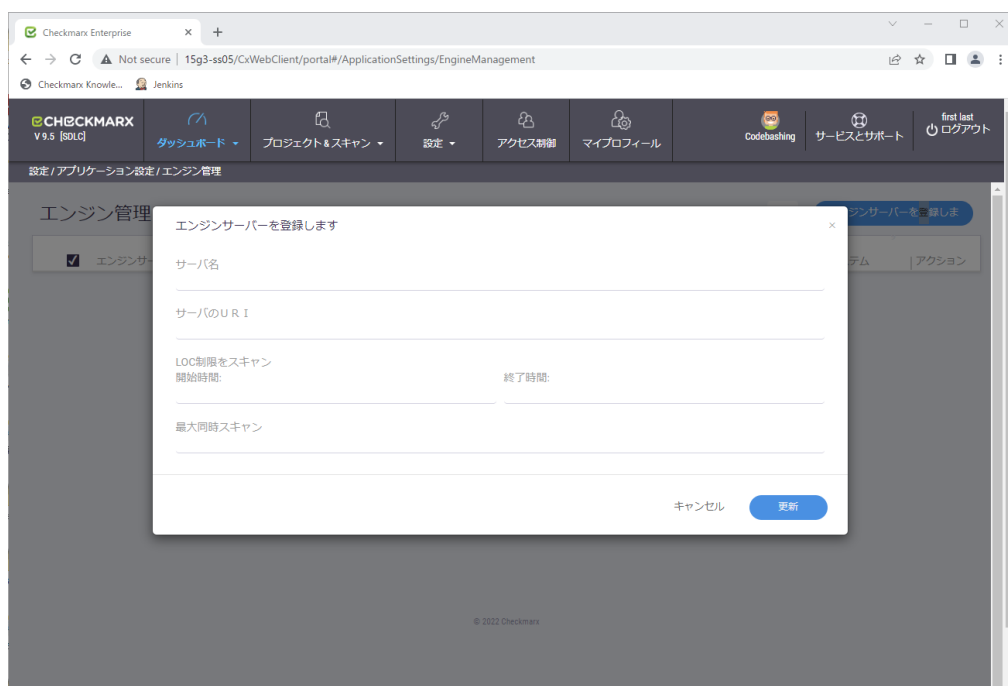 Checkmarx Enterprise
Not secure | 15g3-ss05/CxWebClient/portal#/ApplicationSettings/EngineManagement
Checkmarx Knowle... Jenkins
CHECKMARX
V 9.5 [SDLC]
ダッシュボード プロジェクト&スキャン 設定 アクセス制御 マイプロフィール Codebashing サービスとサポート first last ログアウト
設定 / アプリケーション設定 / エンジン管理
エンジン管理
ジンサーバーを登録しま
エンジンサー
テム アクション
エンジンサーバーを登録します
サーバ名
サーバのURI
LOC制限をスキャン
開始時間: 終了時間:
最大同時スキャン
キャンセル 更新
© 2022 Checkmarx